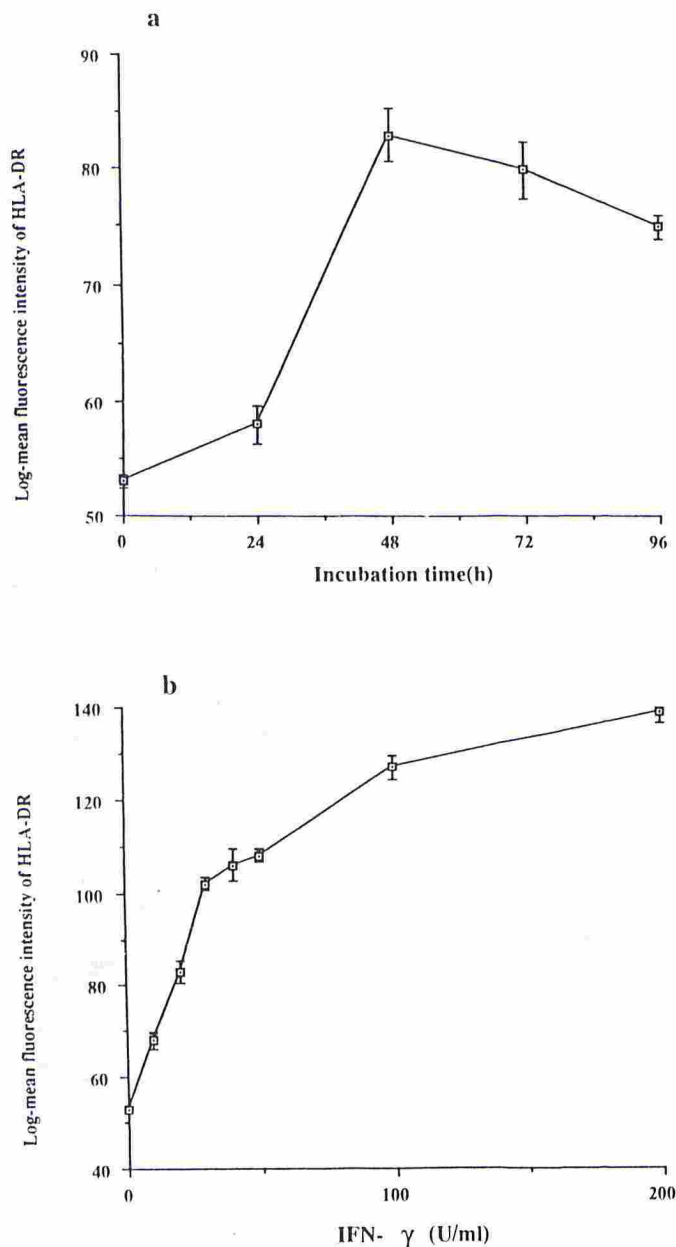 a
90
80
70
60
50
Log-mean fluorescence intensity of HLA-DR
0 24 48 72 96
Incubation time(h)
b
140
120
100
80
60
40
Log-mean fluorescence intensity of HLA-DR
0 100 200
IFN- γ (U/ml)